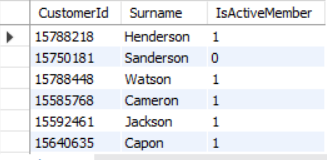 CustomerId Surname IsActiveMember
15788218 Henderson 1
15750181 Sanderson 0
15788448 Watson 1
15585768 Cameron 1
15592461 Jackson 1
15640635 Capon 1